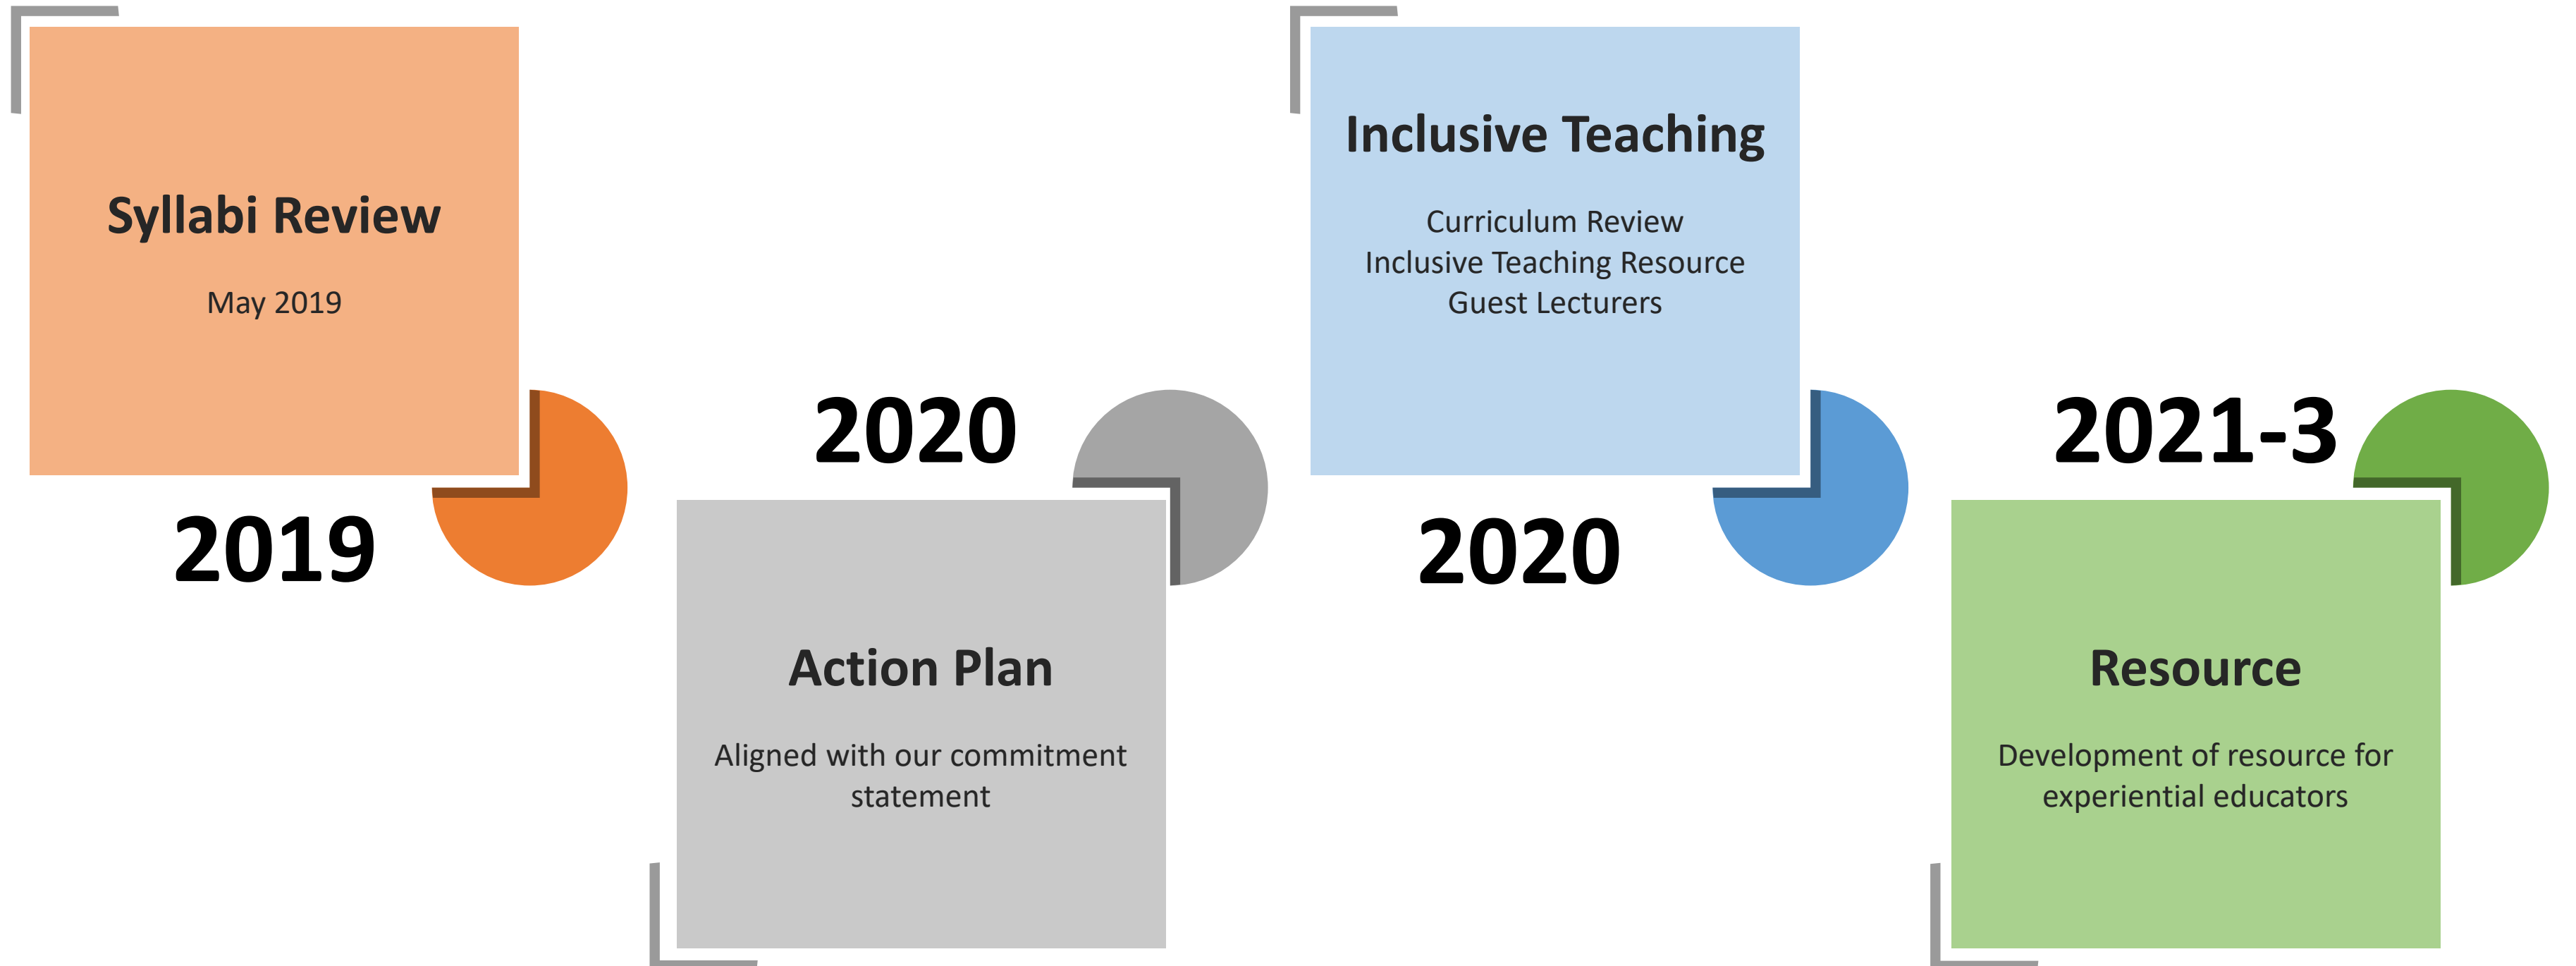 Syllabi Review
May 2019
2019
2020
Action Plan
Aligned with our commitment
statement
Inclusive Teaching
Curriculum Review
Inclusive Teaching Resource
Guest Lecturers
2020
2021-3
Resource
Development of resource for
experiential educators